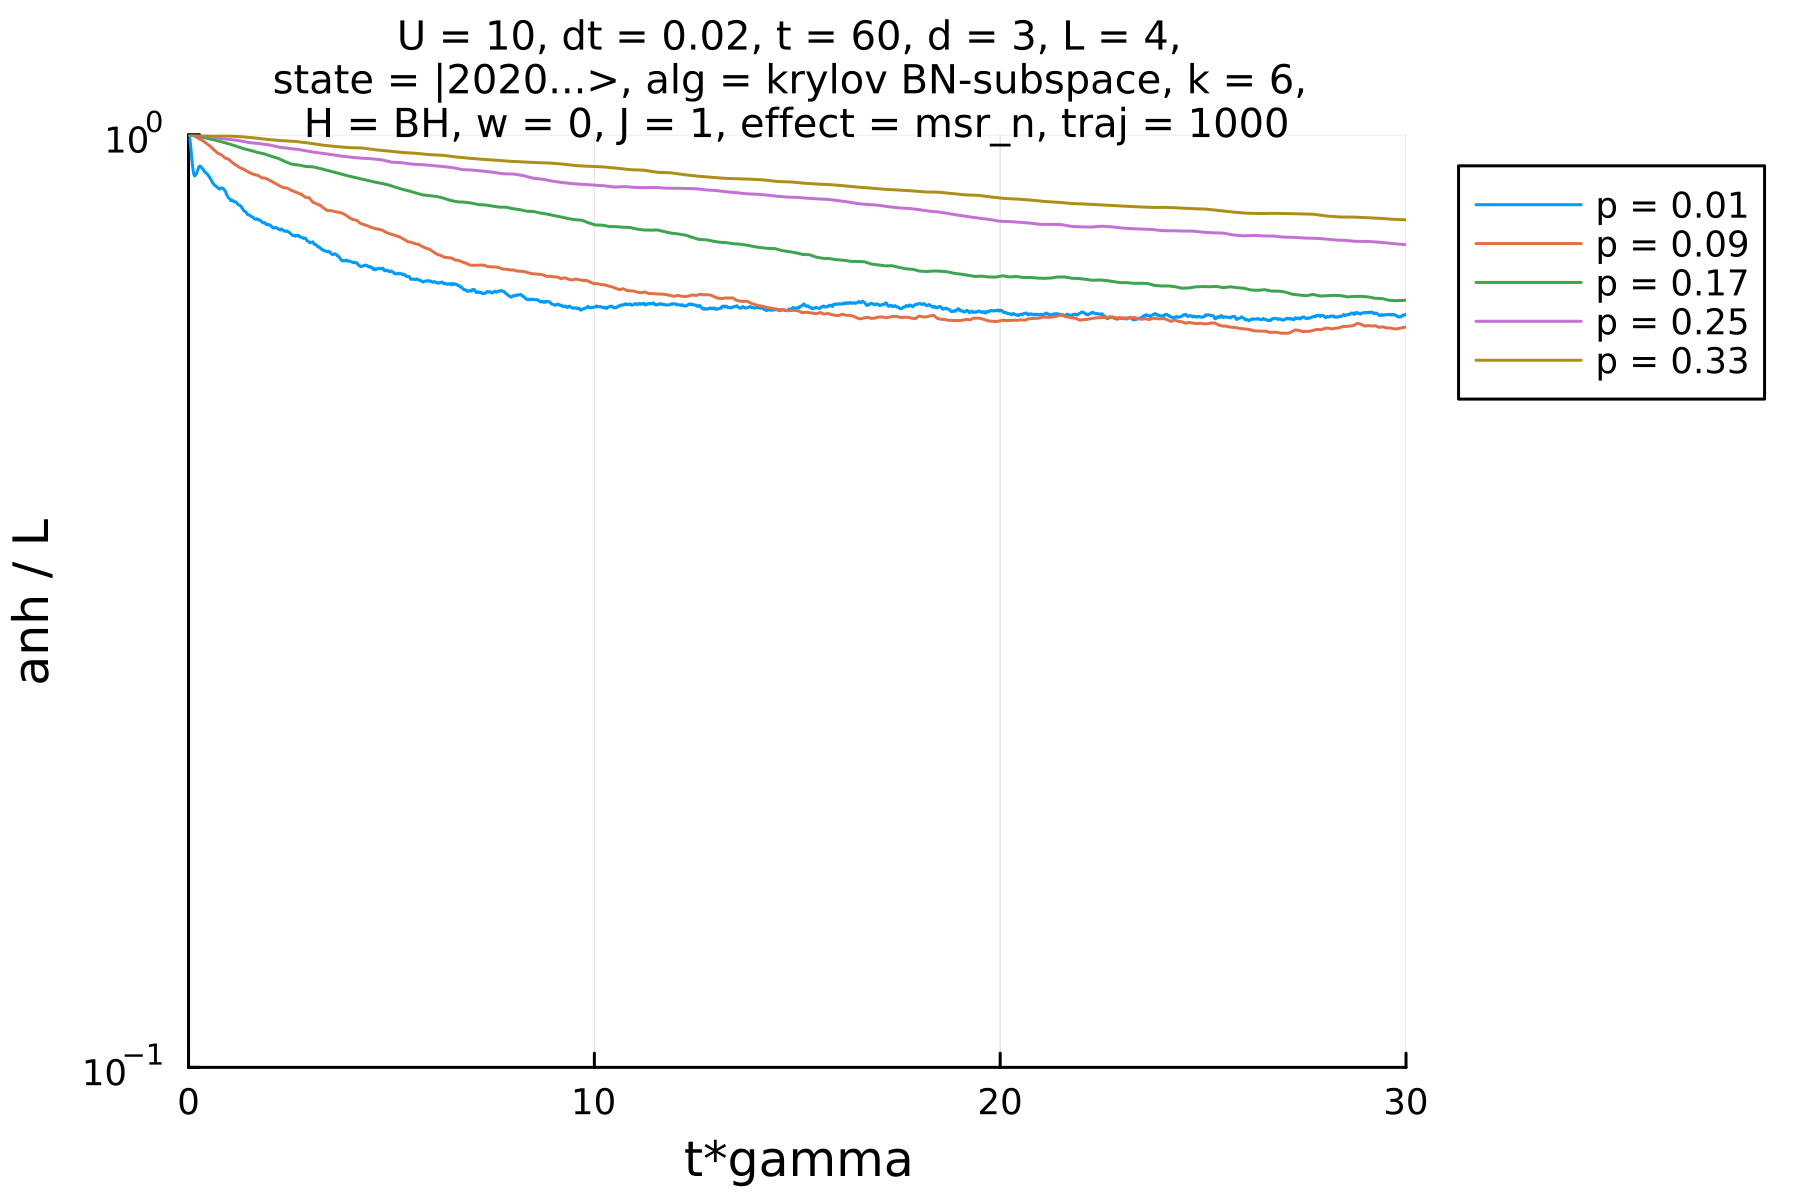 U = 10, dt = 0.02, t = 60, d = 3, L = 4,
state = |2020...>, alg = krylov BN-subspace, k = 6,
H = BH, w = 0, J = 1, effect = msr_n, traj = 1000
10⁰
p = 0.01
p = 0.09
p = 0.17
p = 0.25
p = 0.33
anh / L
10⁻¹
0 10 20 30
t*gamma